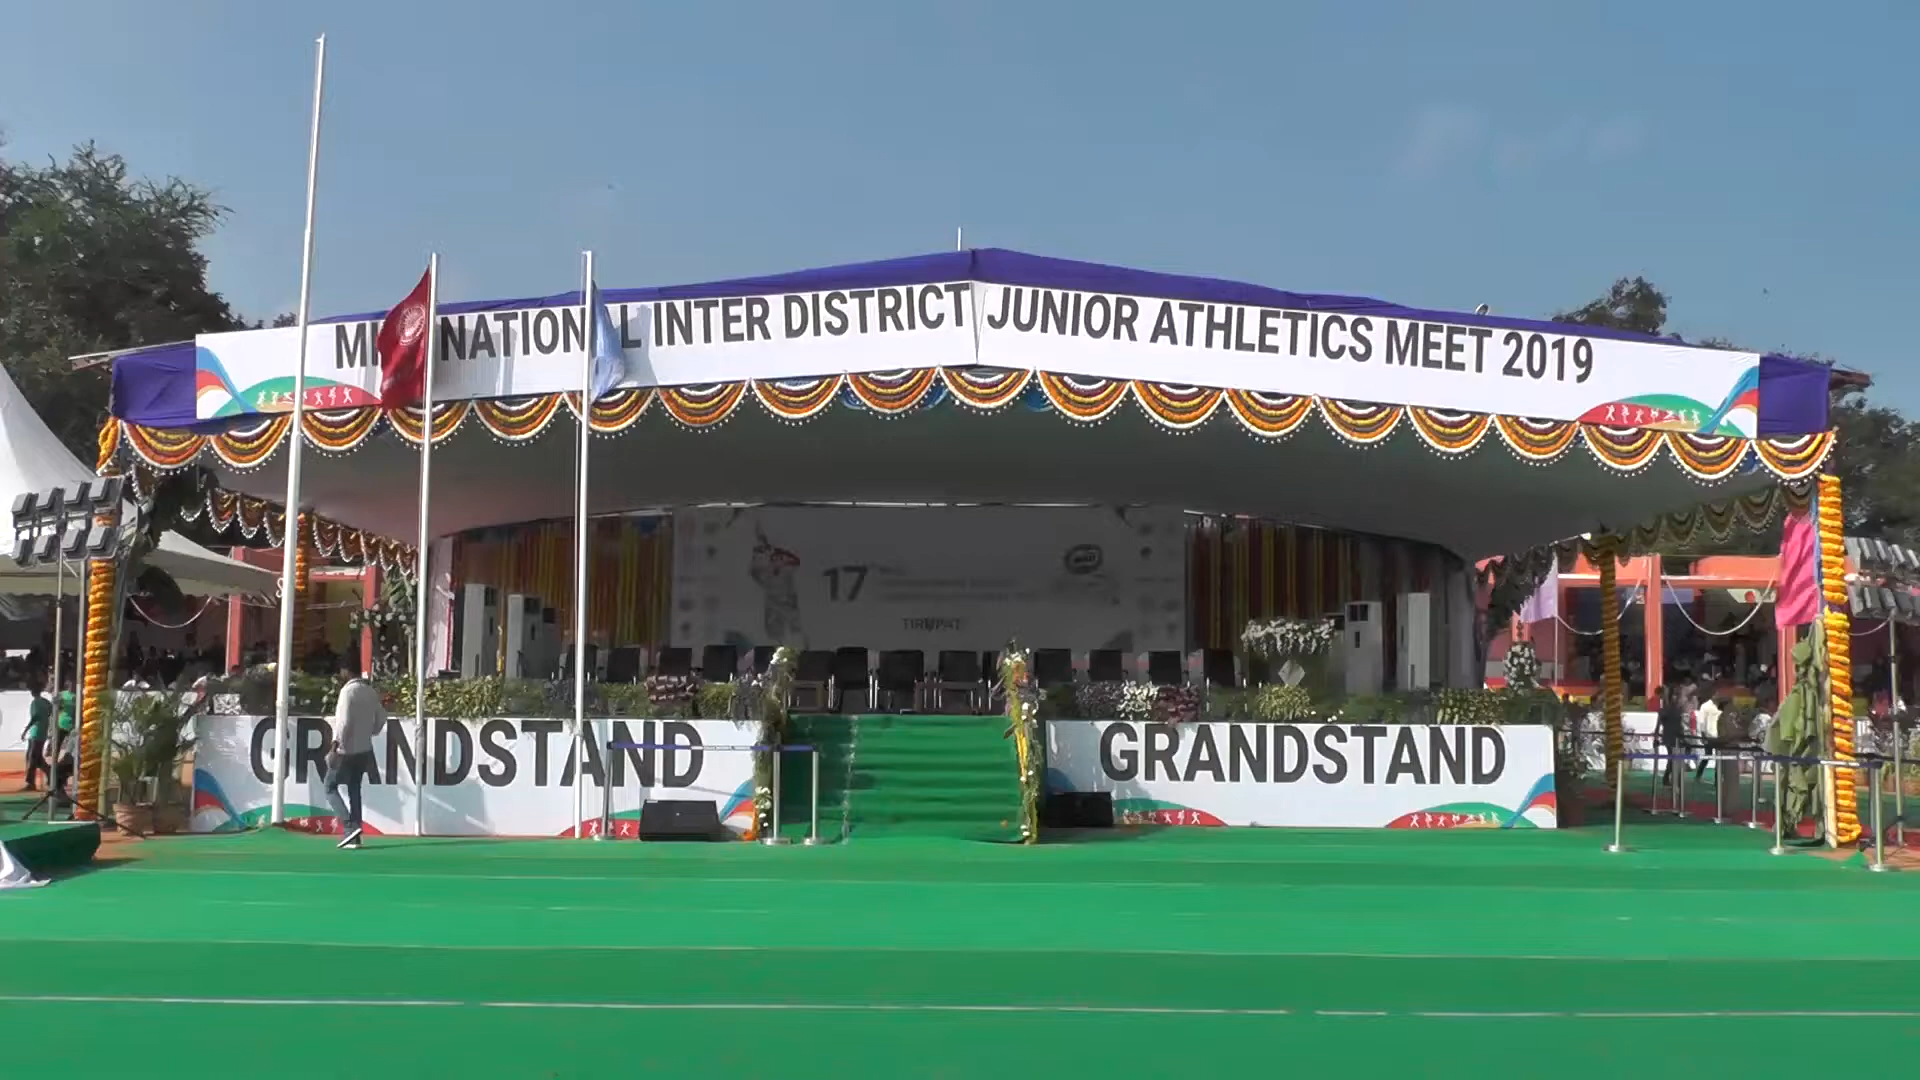 NATIONAL INTER DISTRICT JUNIOR ATHLETICS MEET 2019
17
TIRUPATI
GRANDSTAND GRANDSTAND